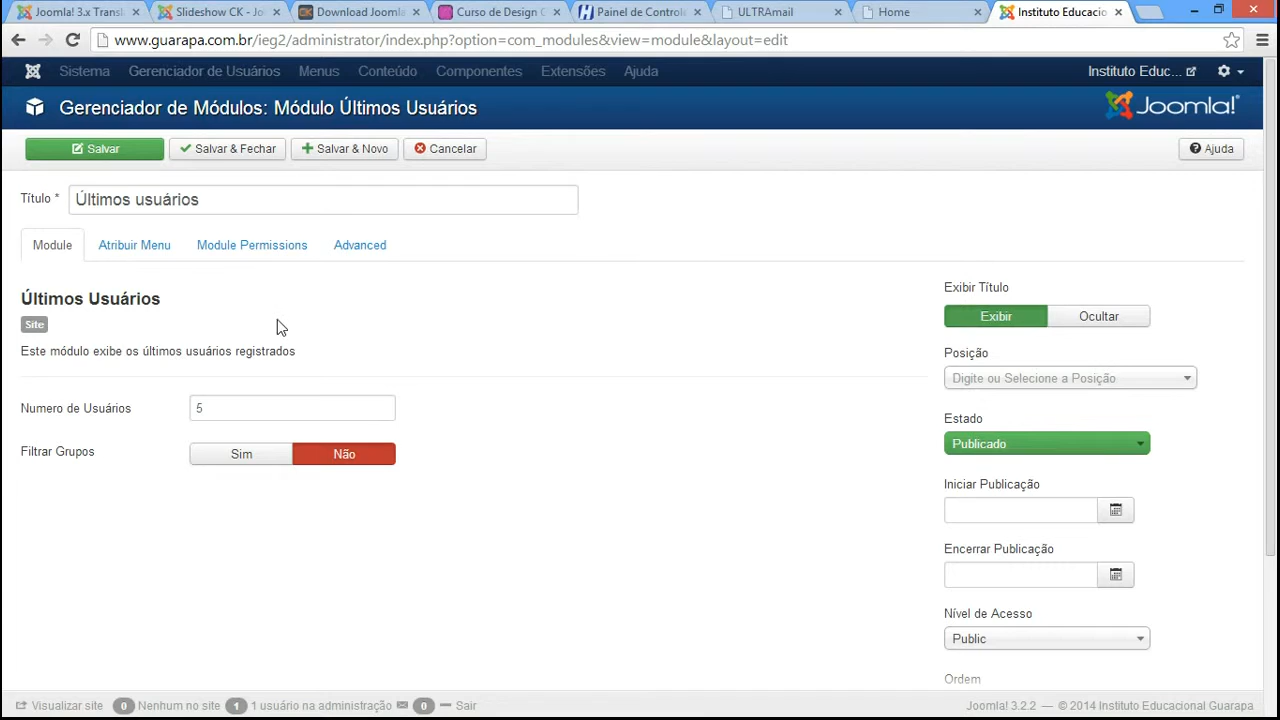 Joomla! 3.x Transl
Slideshow CK - Jo
Download Joomla
Curso de Design G
Painel de Controle
ULTRAmail
Home
Instituto Educacio
www.guarapa.com.br/ieg2/administrator/index.php?option=com_modules&view=module&layout=edit
Sistema Gerenciador de Usuários Menus Conteúdo Componentes Extensões Ajuda Instituto Educ...
Gerenciador de Módulos: Módulo Últimos Usuários Joomla!
Salvar Salvar & Fechar Salvar & Novo Cancelar Ajuda
Título * Últimos usuários
Module Atribuir Menu Module Permissions Advanced
Últimos Usuários
Site
Este módulo exibe os últimos usuários registrados
Numero de Usuários 5
Filtrar Grupos Sim Não
Exibir Título
Exibir Ocultar
Posição
Digite ou Selecione a Posição
Estado
Publicado
Iniciar Publicação
Encerrar Publicação
Nível de Acesso
Public
Ordem
Visualizar site 0 Nenhum no site 1 1 usuário na administração 0 Sair Joomla! 3.2.2 — © 2014 Instituto Educacional Guarapa